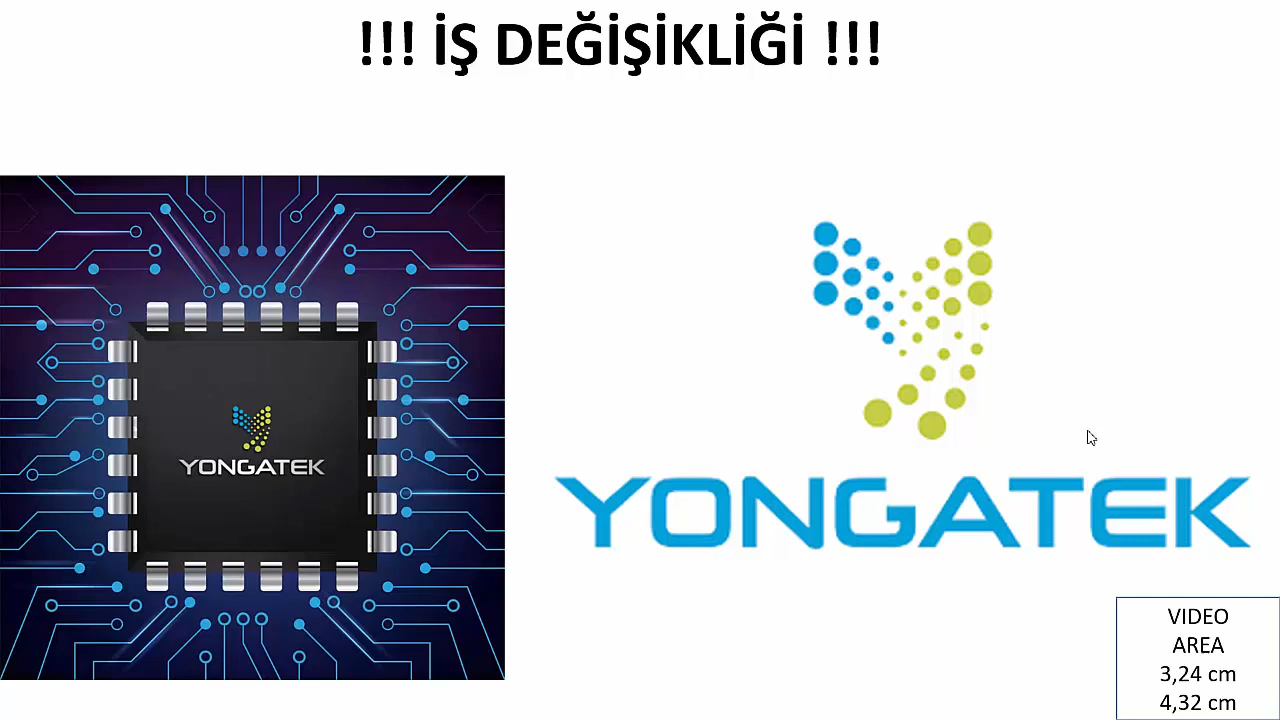 !!! İŞ DEĞİŞİKLİĞİ !!!
YONGATEK
YONGATEK
VIDEO
AREA
3,24 cm
4,32 cm